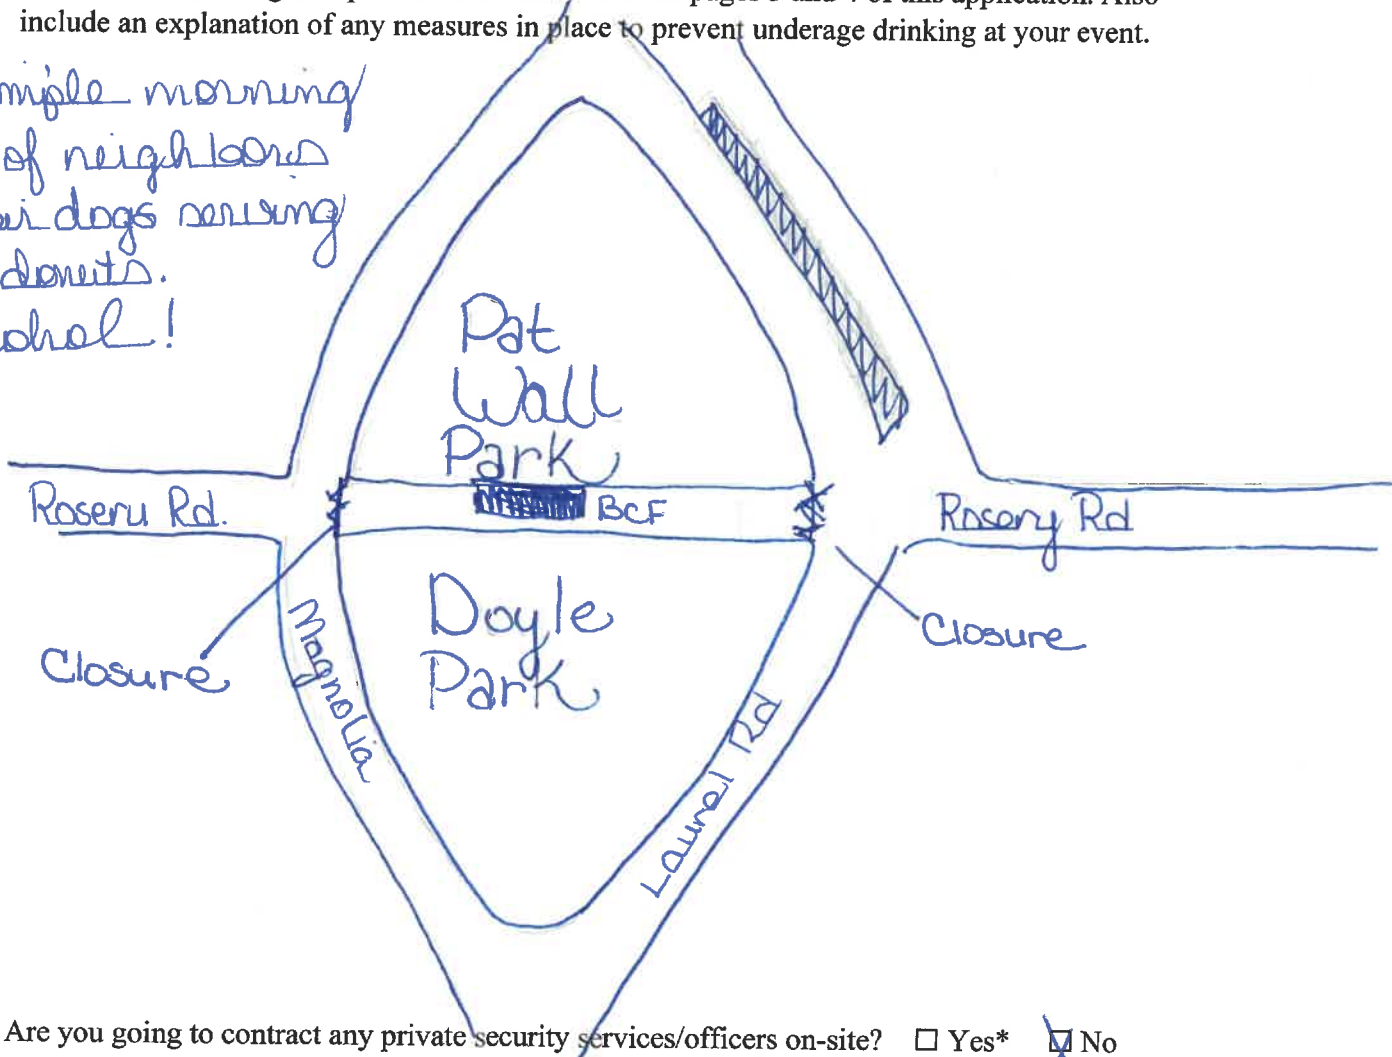 include an explanation of any measures in place to prevent underage drinking at your event.
morning
of neighbors
dogs serving
donuts.
!
Pat
Wall
Park
Roseru Rd.
BCF
Rosery Rd
Doyle
Park
Closure
Closure
Magnolia
Laurel Rd
Are you going to contract any private security services/officers on-site? ☐ Yes* ☑ No